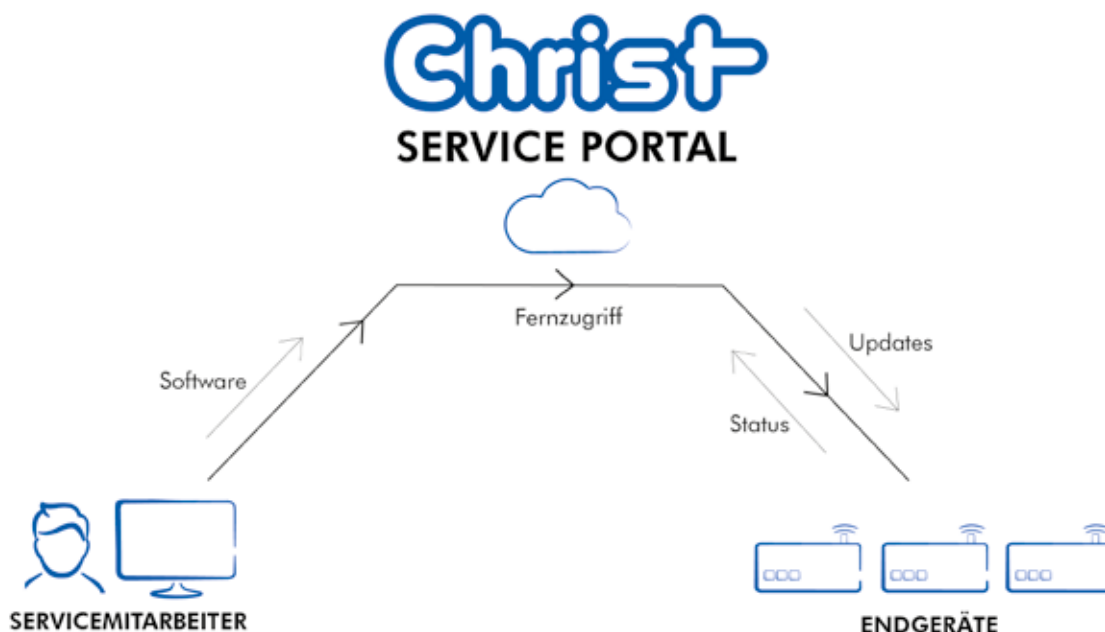 Christ
SERVICE PORTAL
Fernzugriff
Software
Updates
Status
SERVICEMITARBEITER
ENDGERÄTE